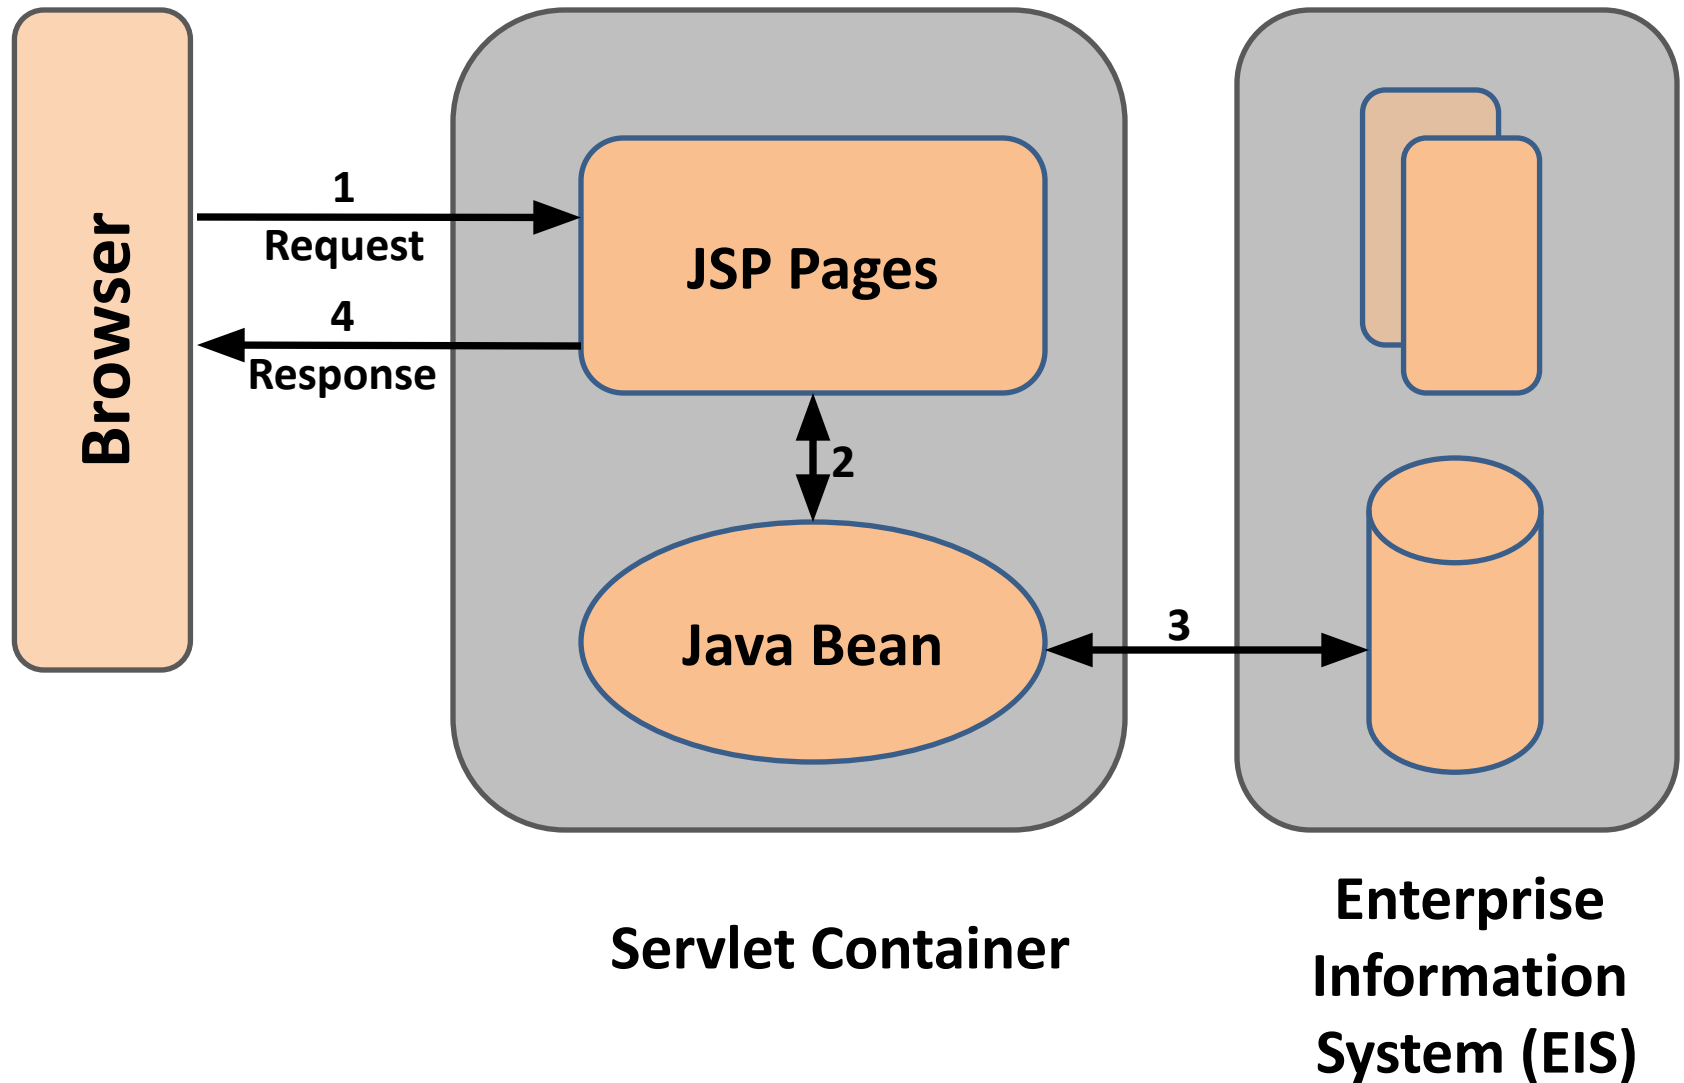 Browser
1
Request
4
Response
JSP Pages
2
Java Bean
3
Servlet Container
Enterprise
Information
System (EIS)